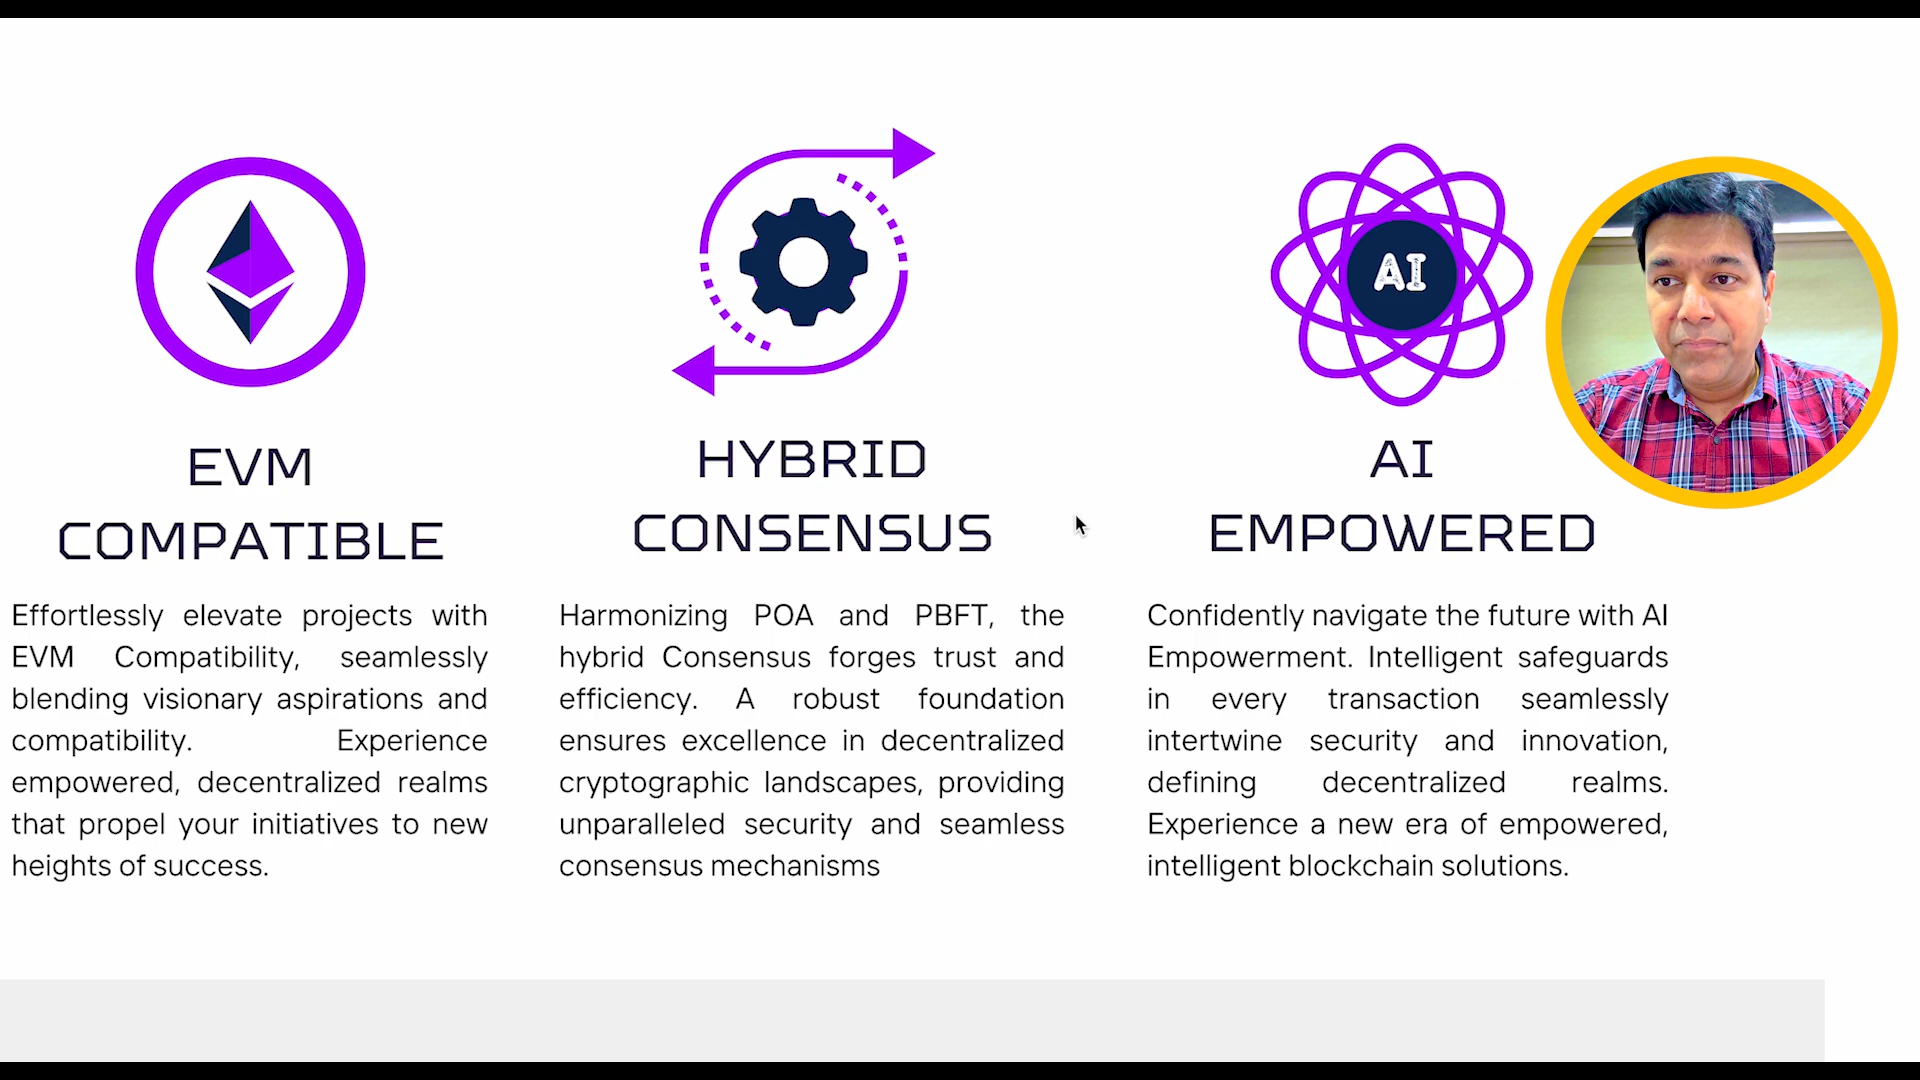 AI
EVM
COMPATIBLE
Effortlessly elevate projects with
EVM Compatibility, seamlessly
blending visionary aspirations and
compatibility. Experience
empowered, decentralized realms
that propel your initiatives to new
heights of success.
HYBRID
CONSENSUS
Harmonizing POA and PBFT, the
hybrid Consensus forges trust and
efficiency. A robust foundation
ensures excellence in decentralized
cryptographic landscapes, providing
unparalleled security and seamless
consensus mechanisms
AI
EMPOWERED
Confidently navigate the future with AI
Empowerment. Intelligent safeguards
in every transaction seamlessly
intertwine security and innovation,
defining decentralized realms.
Experience a new era of empowered,
intelligent blockchain solutions.